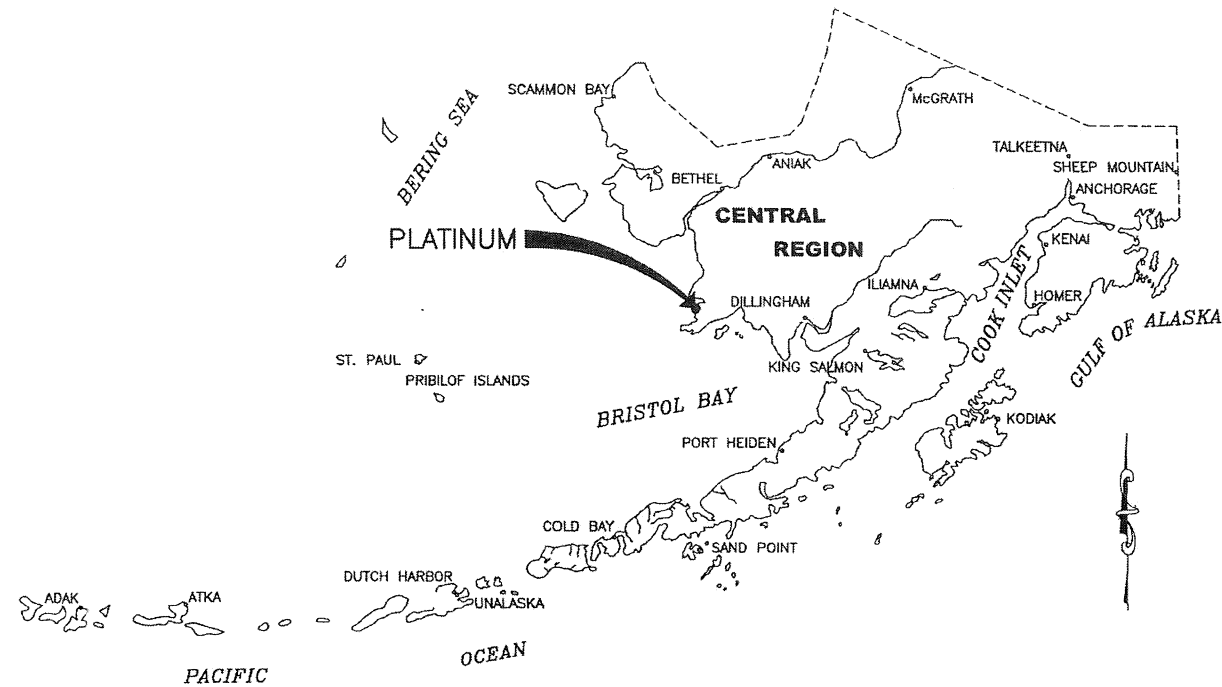 SCAMMON BAY
McGRATH
BERING SEA
TALKEETNA
SHEEP MOUNTAIN
ANIAK
BETHEL
ANCHORAGE
CENTRAL
REGION
PLATINUM
KENAI
ILIAMNA
DILLINGHAM
HOMER
COOK INLET
GULF OF ALASKA
ST. PAUL
PRIBILOF ISLANDS
KING SALMON
BRISTOL BAY
KODIAK
PORT HEIDEN
COLD BAY
SAND POINT
DUTCH HARBOR
ADAK
ATKA
UNALASKA
PACIFIC
OCEAN